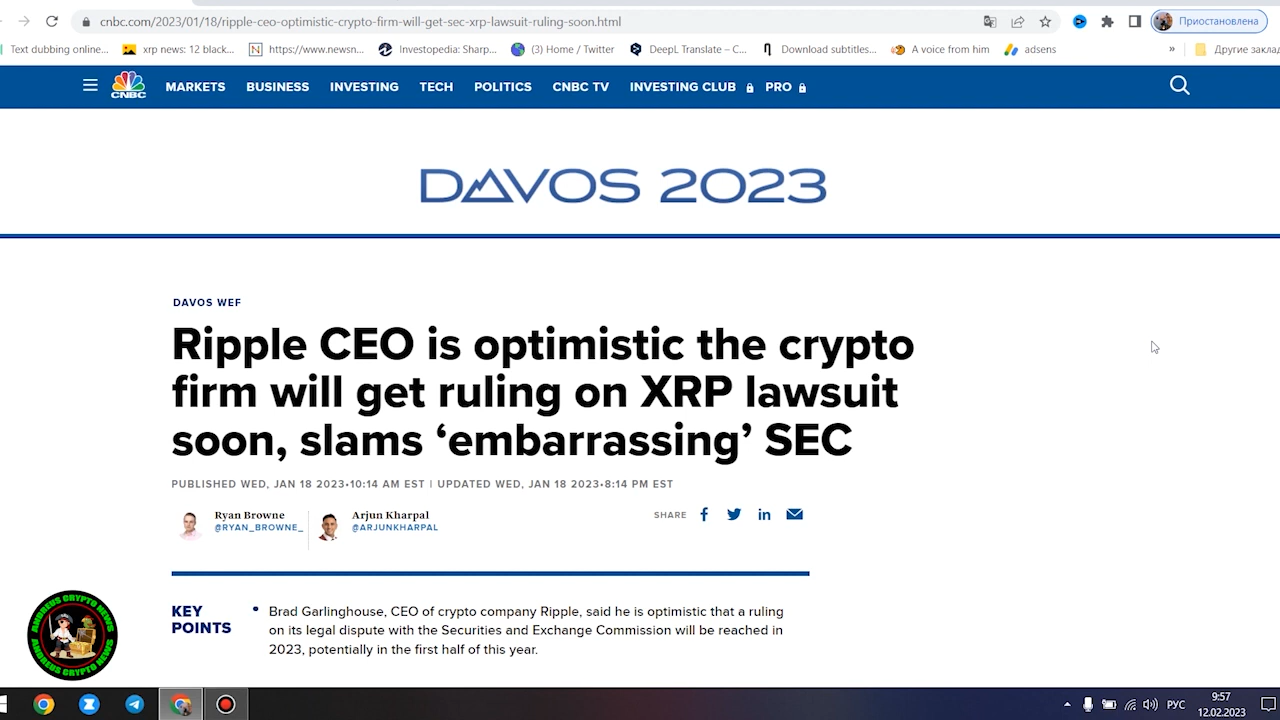 cnbc.com/2023/01/18/ripple-ceo-optimistic-crypto-firm-will-get-sec-xrp-lawsuit-ruling-soon.html
Приостановлена
Text dubbing online...
xrp news: 12 black...
https://www.newsn...
Investopedia: Sharp...
(3) Home / Twitter
DeepL Translate – C...
Download subtitles...
A voice from him
adsens
»
Другие заклад
CNBC
MARKETS
BUSINESS
INVESTING
TECH
POLITICS
CNBC TV
INVESTING CLUB
PRO
DAVOS 2023
DAVOS WEF
Ripple CEO is optimistic the crypto
firm will get ruling on XRP lawsuit
soon, slams ‘embarrassing’ SEC
PUBLISHED WED, JAN 18 2023•10:14 AM EST | UPDATED WED, JAN 18 2023•8:14 PM EST
Ryan Browne
@RYAN_BROWNE_
Arjun Kharpal
@ARJUNKHARPAL
SHARE
KEY
POINTS
• Brad Garlinghouse, CEO of crypto company Ripple, said he is optimistic that a ruling
on its legal dispute with the Securities and Exchange Commission will be reached in
2023, potentially in the first half of this year.
ANDREUS CRYPTO NEWS
ANDREUS CRYPTO NEWS
РУС
9:57
12.02.2023